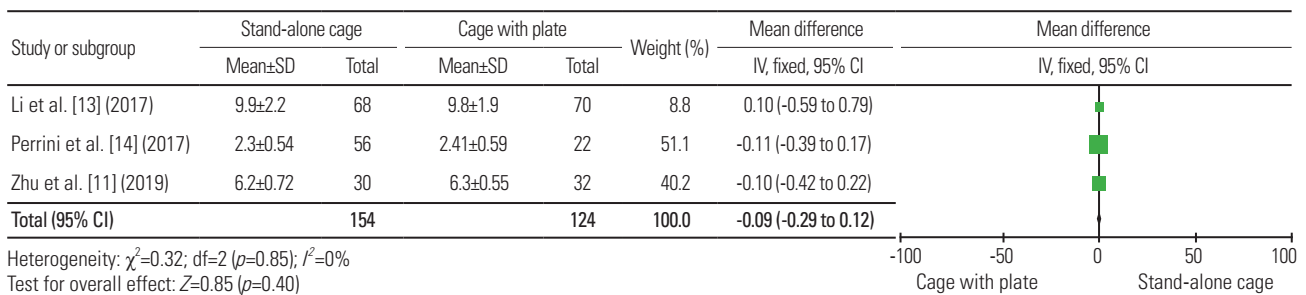 Study or subgroup Stand-alone cage Cage with plate Weight (%) Mean difference Mean difference
Mean±SD Total Mean±SD Total IV, fixed, 95% CI IV, fixed, 95% CI
Li et al. [13] (2017) 9.9±2.2 68 9.8±1.9 70 8.8 0.10 (-0.59 to 0.79)
Perrini et al. [14] (2017) 2.3±0.54 56 2.41±0.59 22 51.1 -0.11 (-0.39 to 0.17)
Zhu et al. [11] (2019) 6.2±0.72 30 6.3±0.55 32 40.2 -0.10 (-0.42 to 0.22)
Total (95% CI) 154 124 100.0 -0.09 (-0.29 to 0.12)
Heterogeneity: χ²=0.32; df=2 (p=0.85); I²=0%
Test for overall effect: Z=0.85 (p=0.40)
-100 -50 0 50 100
Cage with plate Stand-alone cage